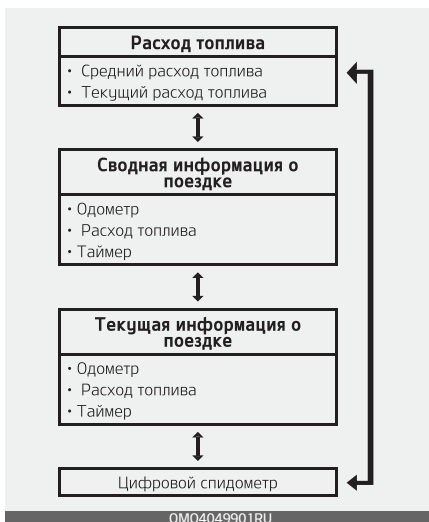 Расход топлива
• Средний расход топлива
• Текущий расход топлива
Сводная информация о
поездке
• Одометр
• Расход топлива
• Таймер
Текущая информация о
поездке
• Одометр
• Расход топлива
• Таймер
Цифровой спидометр
OMO4049901RU